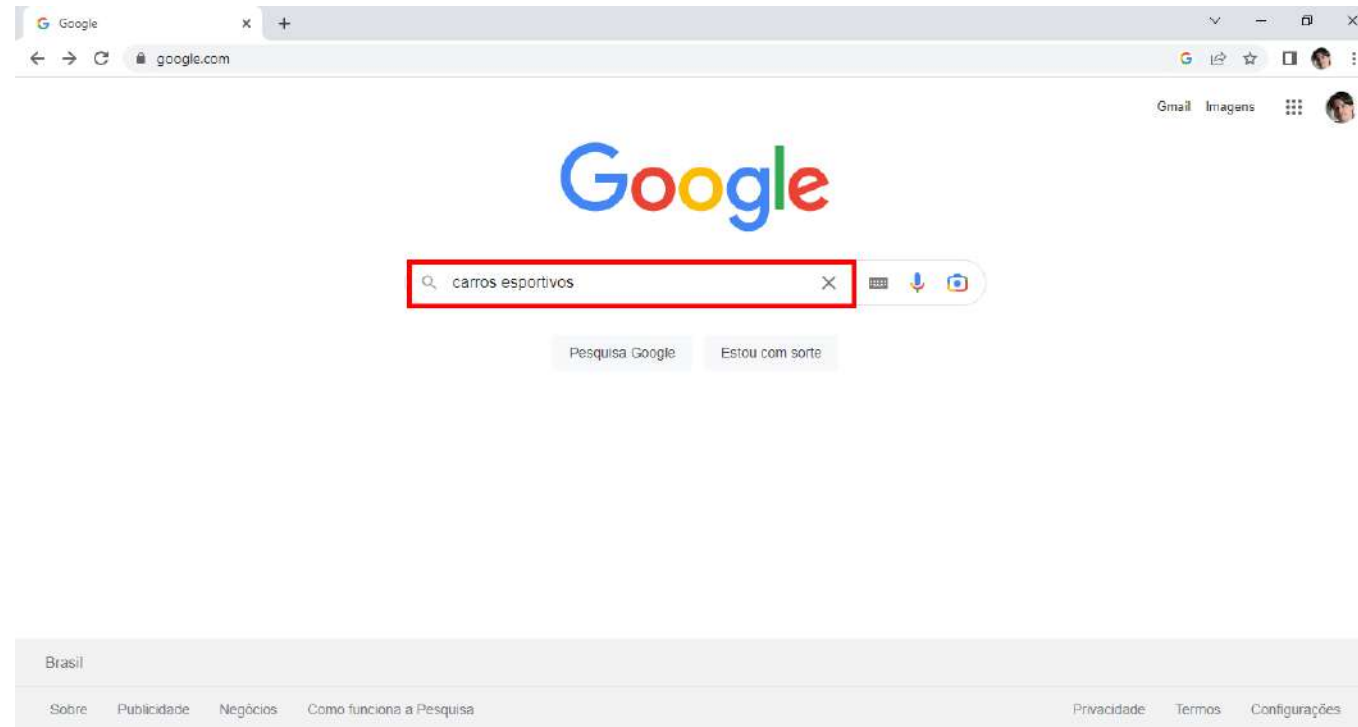 Google
google.com
Gmail Imagens
Google
carros esportivos
Pesquisa Google Estou com sorte
Brasil
Sobre Publicidade Negócios Como funciona a Pesquisa Privacidade Termos Configurações